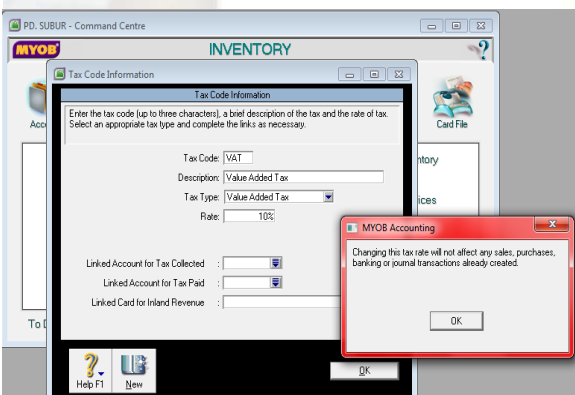 PD. SUBUR - Command Centre
MYOB
INVENTORY
Tax Code Information
Tax Code Information
Enter the tax code (up to three characters), a brief description of the tax and the rate of tax.
Select an appropriate tax type and complete the links as necessary.
Card File
Tax Code: VAT
Description: Value Added Tax
Tax Type: Value Added Tax
Rate: 10%
Linked Account for Tax Collected :
Linked Account for Tax Paid :
Linked Card for Inland Revenue :
Help F1
New
OK
MYOB Accounting
Changing this tax rate will not affect any sales, purchases,
banking or journal transactions already created.
OK